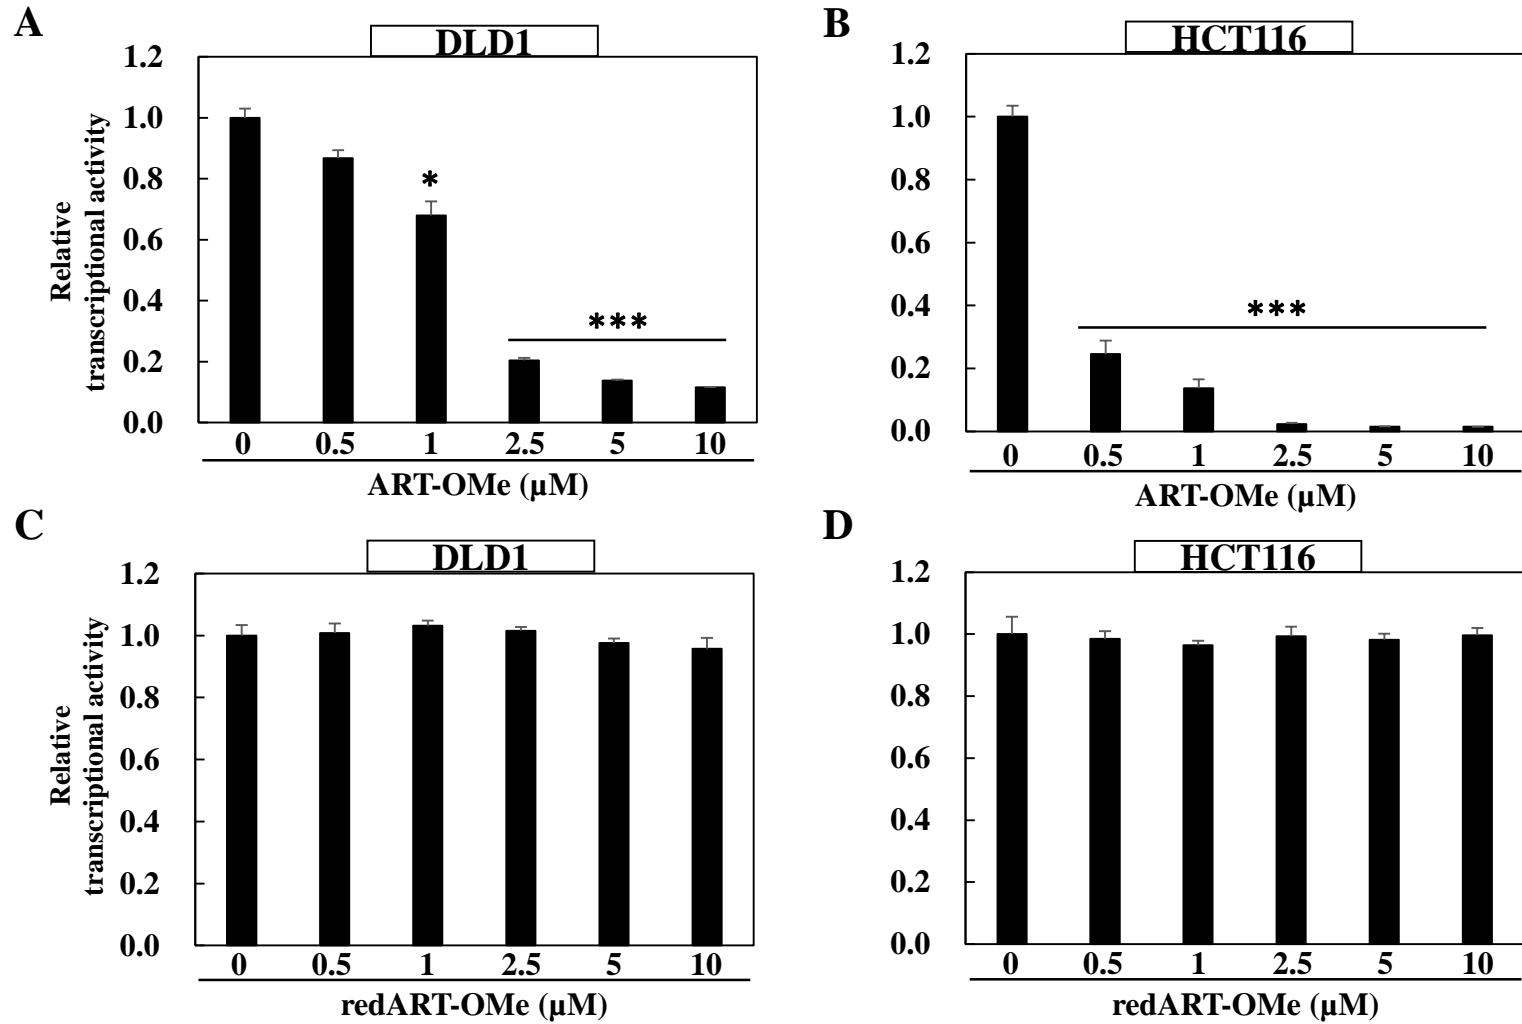 A
DLD1
Relative
transcriptional activity
1.2
1.0
0.8
0.6
0.4
0.2
0.0
*
***
0 0.5 1 2.5 5 10
ART-OMe (µM)
B
HCT116
1.2
1.0
0.8
0.6
0.4
0.2
0.0
***
0 0.5 1 2.5 5 10
ART-OMe (µM)
C
DLD1
Relative
transcriptional activity
1.2
1.0
0.8
0.6
0.4
0.2
0.0
0 0.5 1 2.5 5 10
redART-OMe (µM)
D
HCT116
1.2
1.0
0.8
0.6
0.4
0.2
0.0
0 0.5 1 2.5 5 10
redART-OMe (µM)